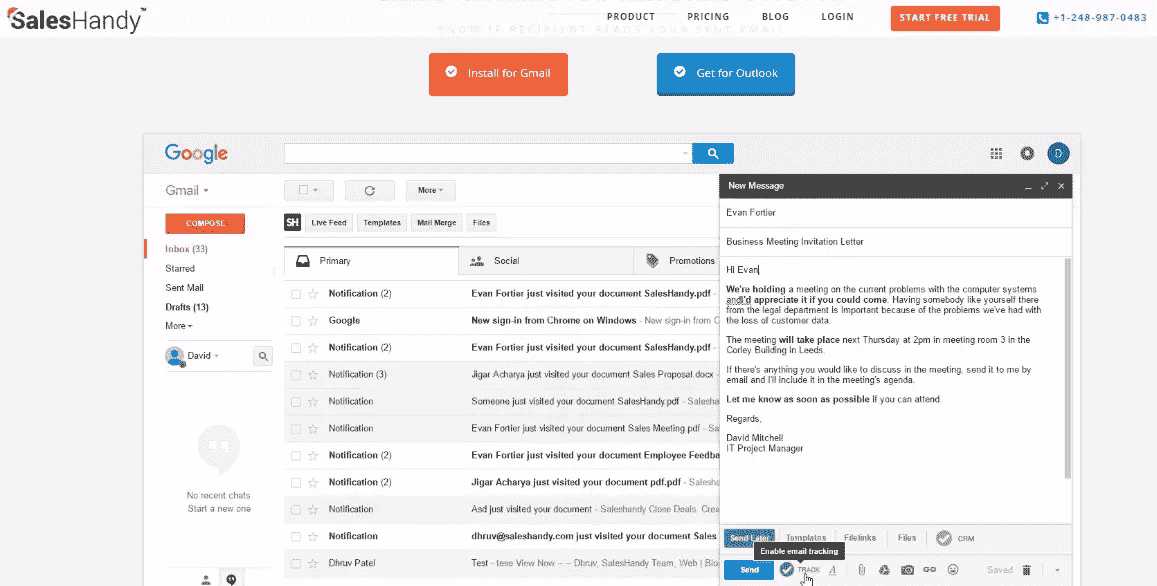 SalesHandy™
PRODUCT PRICING BLOG LOGIN START FREE TRIAL +1-248-987-0483
KNOW IF RECIPIENT READS YOUR SENT EMAIL
Install for Gmail Get for Outlook
Google
D
Gmail
More
COMPOSE
SH Live Feed Templates Mail Merge Files
Inbox (33)
Starred
Sent Mail
Drafts (13)
More
David
No recent chats
Start a new one
Primary Social Promotions
Notification (2) Evan Fortier just visited your document SalesHandy.pdf -
Google New sign-in from Chrome on Windows - New sign-in from C
Notification (2) Evan Fortier just visited your document SalesHandy.pdf -
Notification (3) Jigar Acharya just visited your document Sales Proposal.docx -
Notification Someone just visited your document SalesHandy.pdf - Salesh
Notification Evan Fortier just visited your document Sales Meeting pdf - Sa
Notification (2) Evan Fortier just visited your document Employee Feedba
Notification (2) Jigar Acharya just visited your document pdf.pdf - Salesha
Notification Asd just visited your document - Saleshandy Close Deals. Crea
Notification dhruv@saleshandy.com just visited your document
Dhruv Patel Test - tese View Now – – Dhruv, SalesHandy Team, Web | Blo
New Message
Evan Fortier
Business Meeting Invitation Letter
Hi Evan
We're holding a meeting on the current problems with the computer systems
andI'd appreciate it if you could come. Having somebody like yourself there
from the legal department is Important because of the problems we've had with
the loss of customer data.
The meeting will take place next Thursday at 2pm in meeting room 3 in the
Corley Building in Leeds.
If there's anything you would like to discuss in the meeting, send it to me by
email and I'll include it in the meeting's agenda.
Let me know as soon as possible if you can attend.
Regards,
David Mitchell
IT Project Manager
Send Later Templates Filelinks Files CRM
Enable email tracking
Send TRACK A Saved